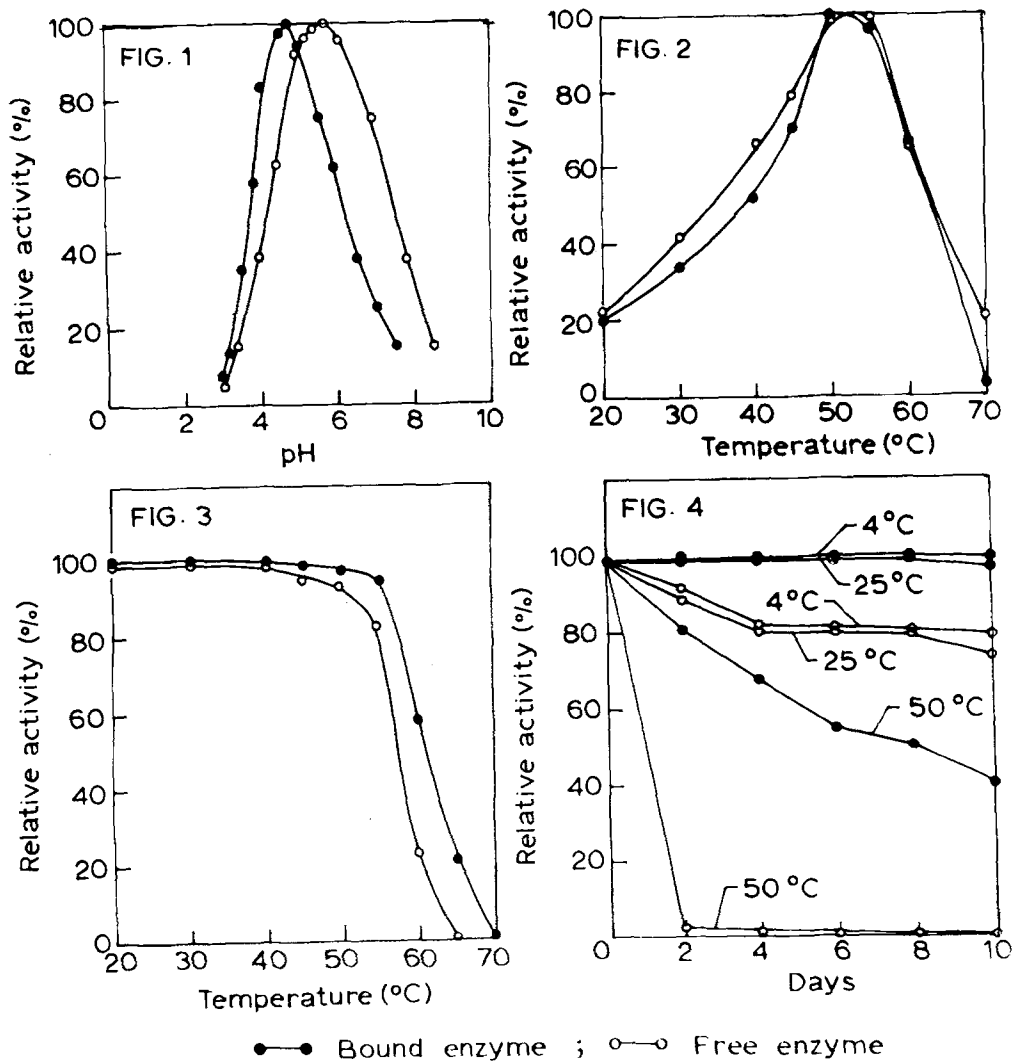 FIG. 1
Relative activity (%)
100
80
60
40
20
0
2
4
6
8
10
pH
FIG. 2
Relative activity (%)
100
80
60
40
20
0
20
30
40
50
60
70
Temperature (°C)
FIG. 3
Relative activity (%)
100
80
60
40
20
0
20
30
40
50
60
70
Temperature (°C)
FIG. 4
Relative activity (%)
100
80
60
40
20
0
4°C
25°C
4°C
25°C
50°C
50°C
0
2
4
6
8
10
Days
Bound enzyme ; Free enzyme